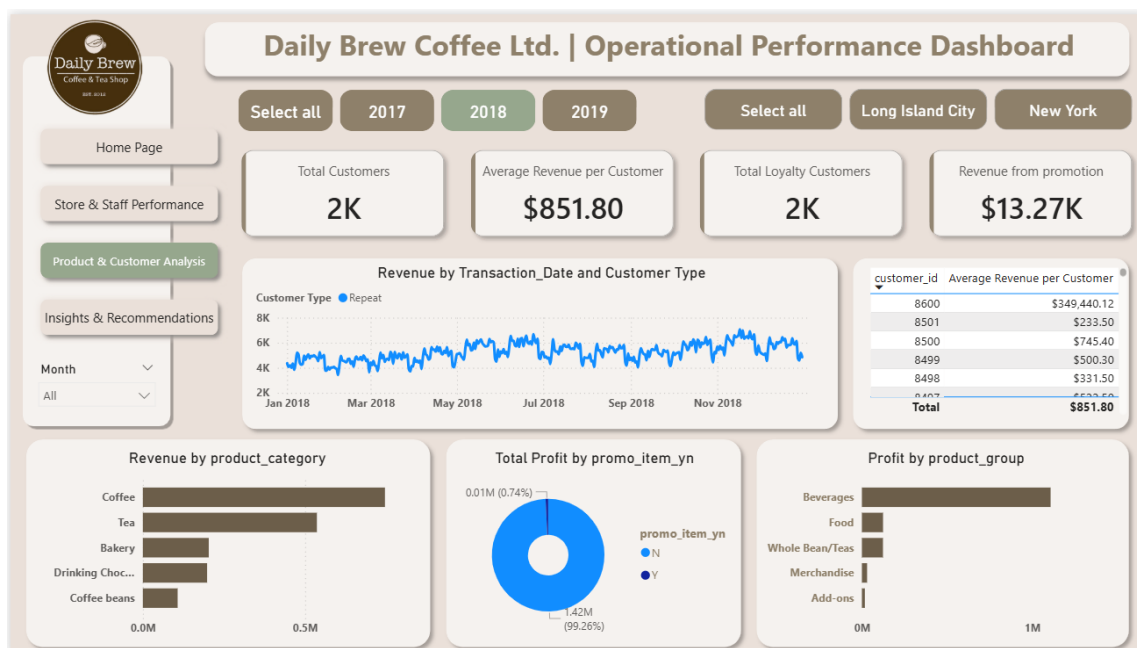 Daily Brew
Coffee & Tea Shop
Daily Brew Coffee Ltd. | Operational Performance Dashboard
Select all
2017
2018
2019
Select all
Long Island City
New York
Home Page
Store & Staff Performance
Product & Customer Analysis
Insights & Recommendations
Month
All
Total Customers
2K
Average Revenue per Customer
$851.80
Total Loyalty Customers
2K
Revenue from promotion
$13.27K
Revenue by Transaction_Date and Customer Type
Customer Type Repeat
8K
6K
4K
2K
Jan 2018 Mar 2018 May 2018 Jul 2018 Sep 2018 Nov 2018
customer_id Average Revenue per Customer
8600 $349,440.12
8501 $233.50
8500 $745.40
8499 $500.30
8498 $331.50
Total $851.80
Revenue by product_category
Coffee
Tea
Bakery
Drinking Choc...
Coffee beans
0.0M 0.5M
Total Profit by promo_item_yn
0.01M (0.74%)
promo_item_yn
N
Y
1.42M
(99.26%)
Profit by product_group
Beverages
Food
Whole Bean/Teas
Merchandise
Add-ons
0M 1M